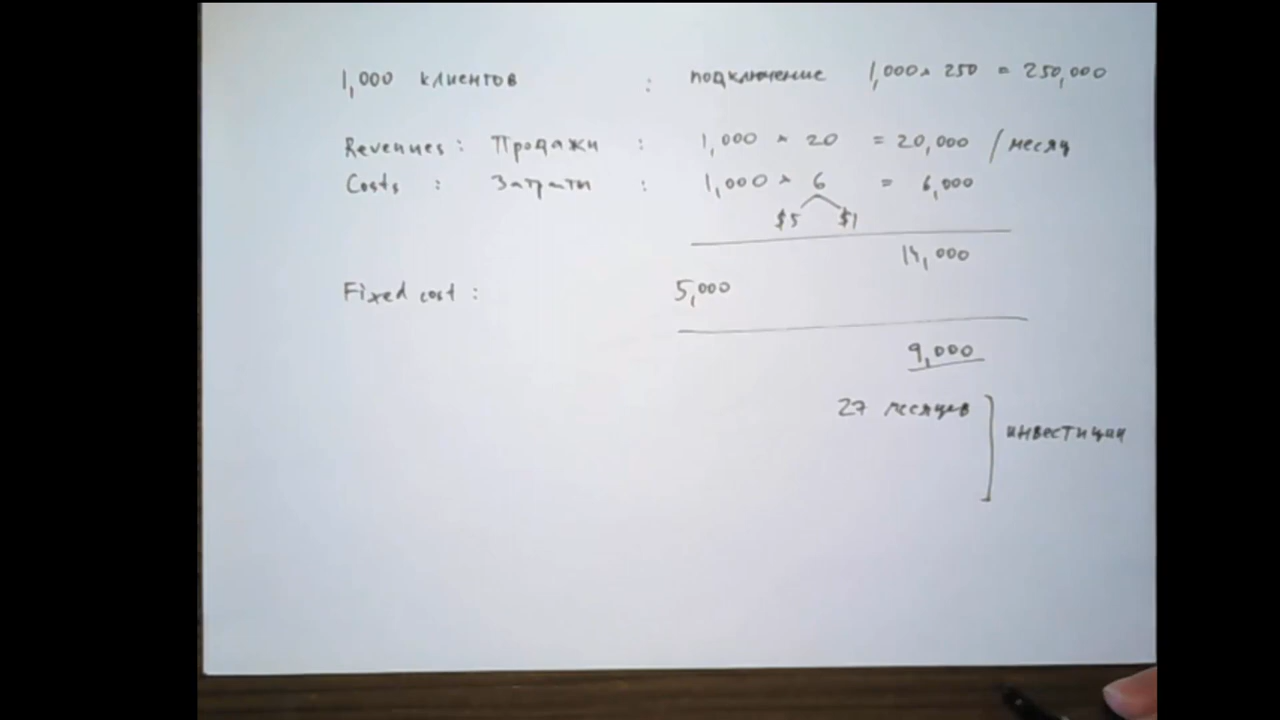 1,000 клиентов : подключение 1,000 × 250 = 250,000
Revenues : Продажи : 1,000 × 20 = 20,000 / месяц
Costs : Затраты : 1,000 × 6 = 6,000
$5 $1
14,000
Fixed cost : 5,000
9,000
27 месяцев
инвестиции